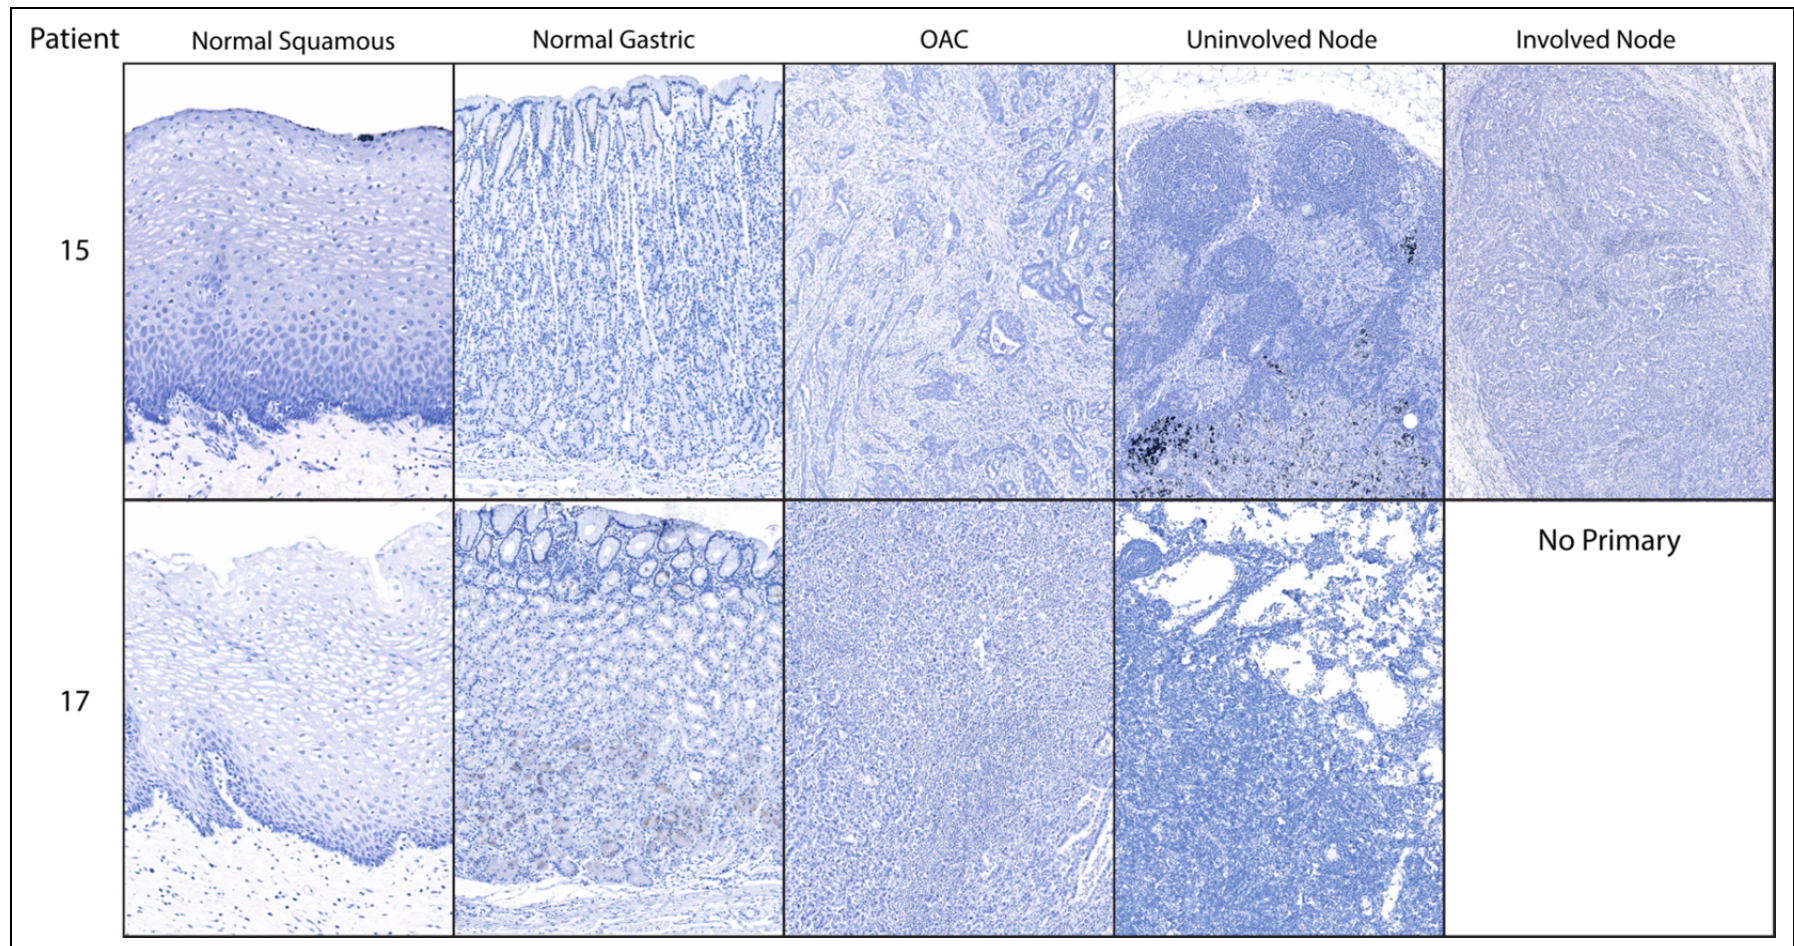 Patient Normal Squamous Normal Gastric OAC Uninvolved Node Involved Node
15
No Primary
17